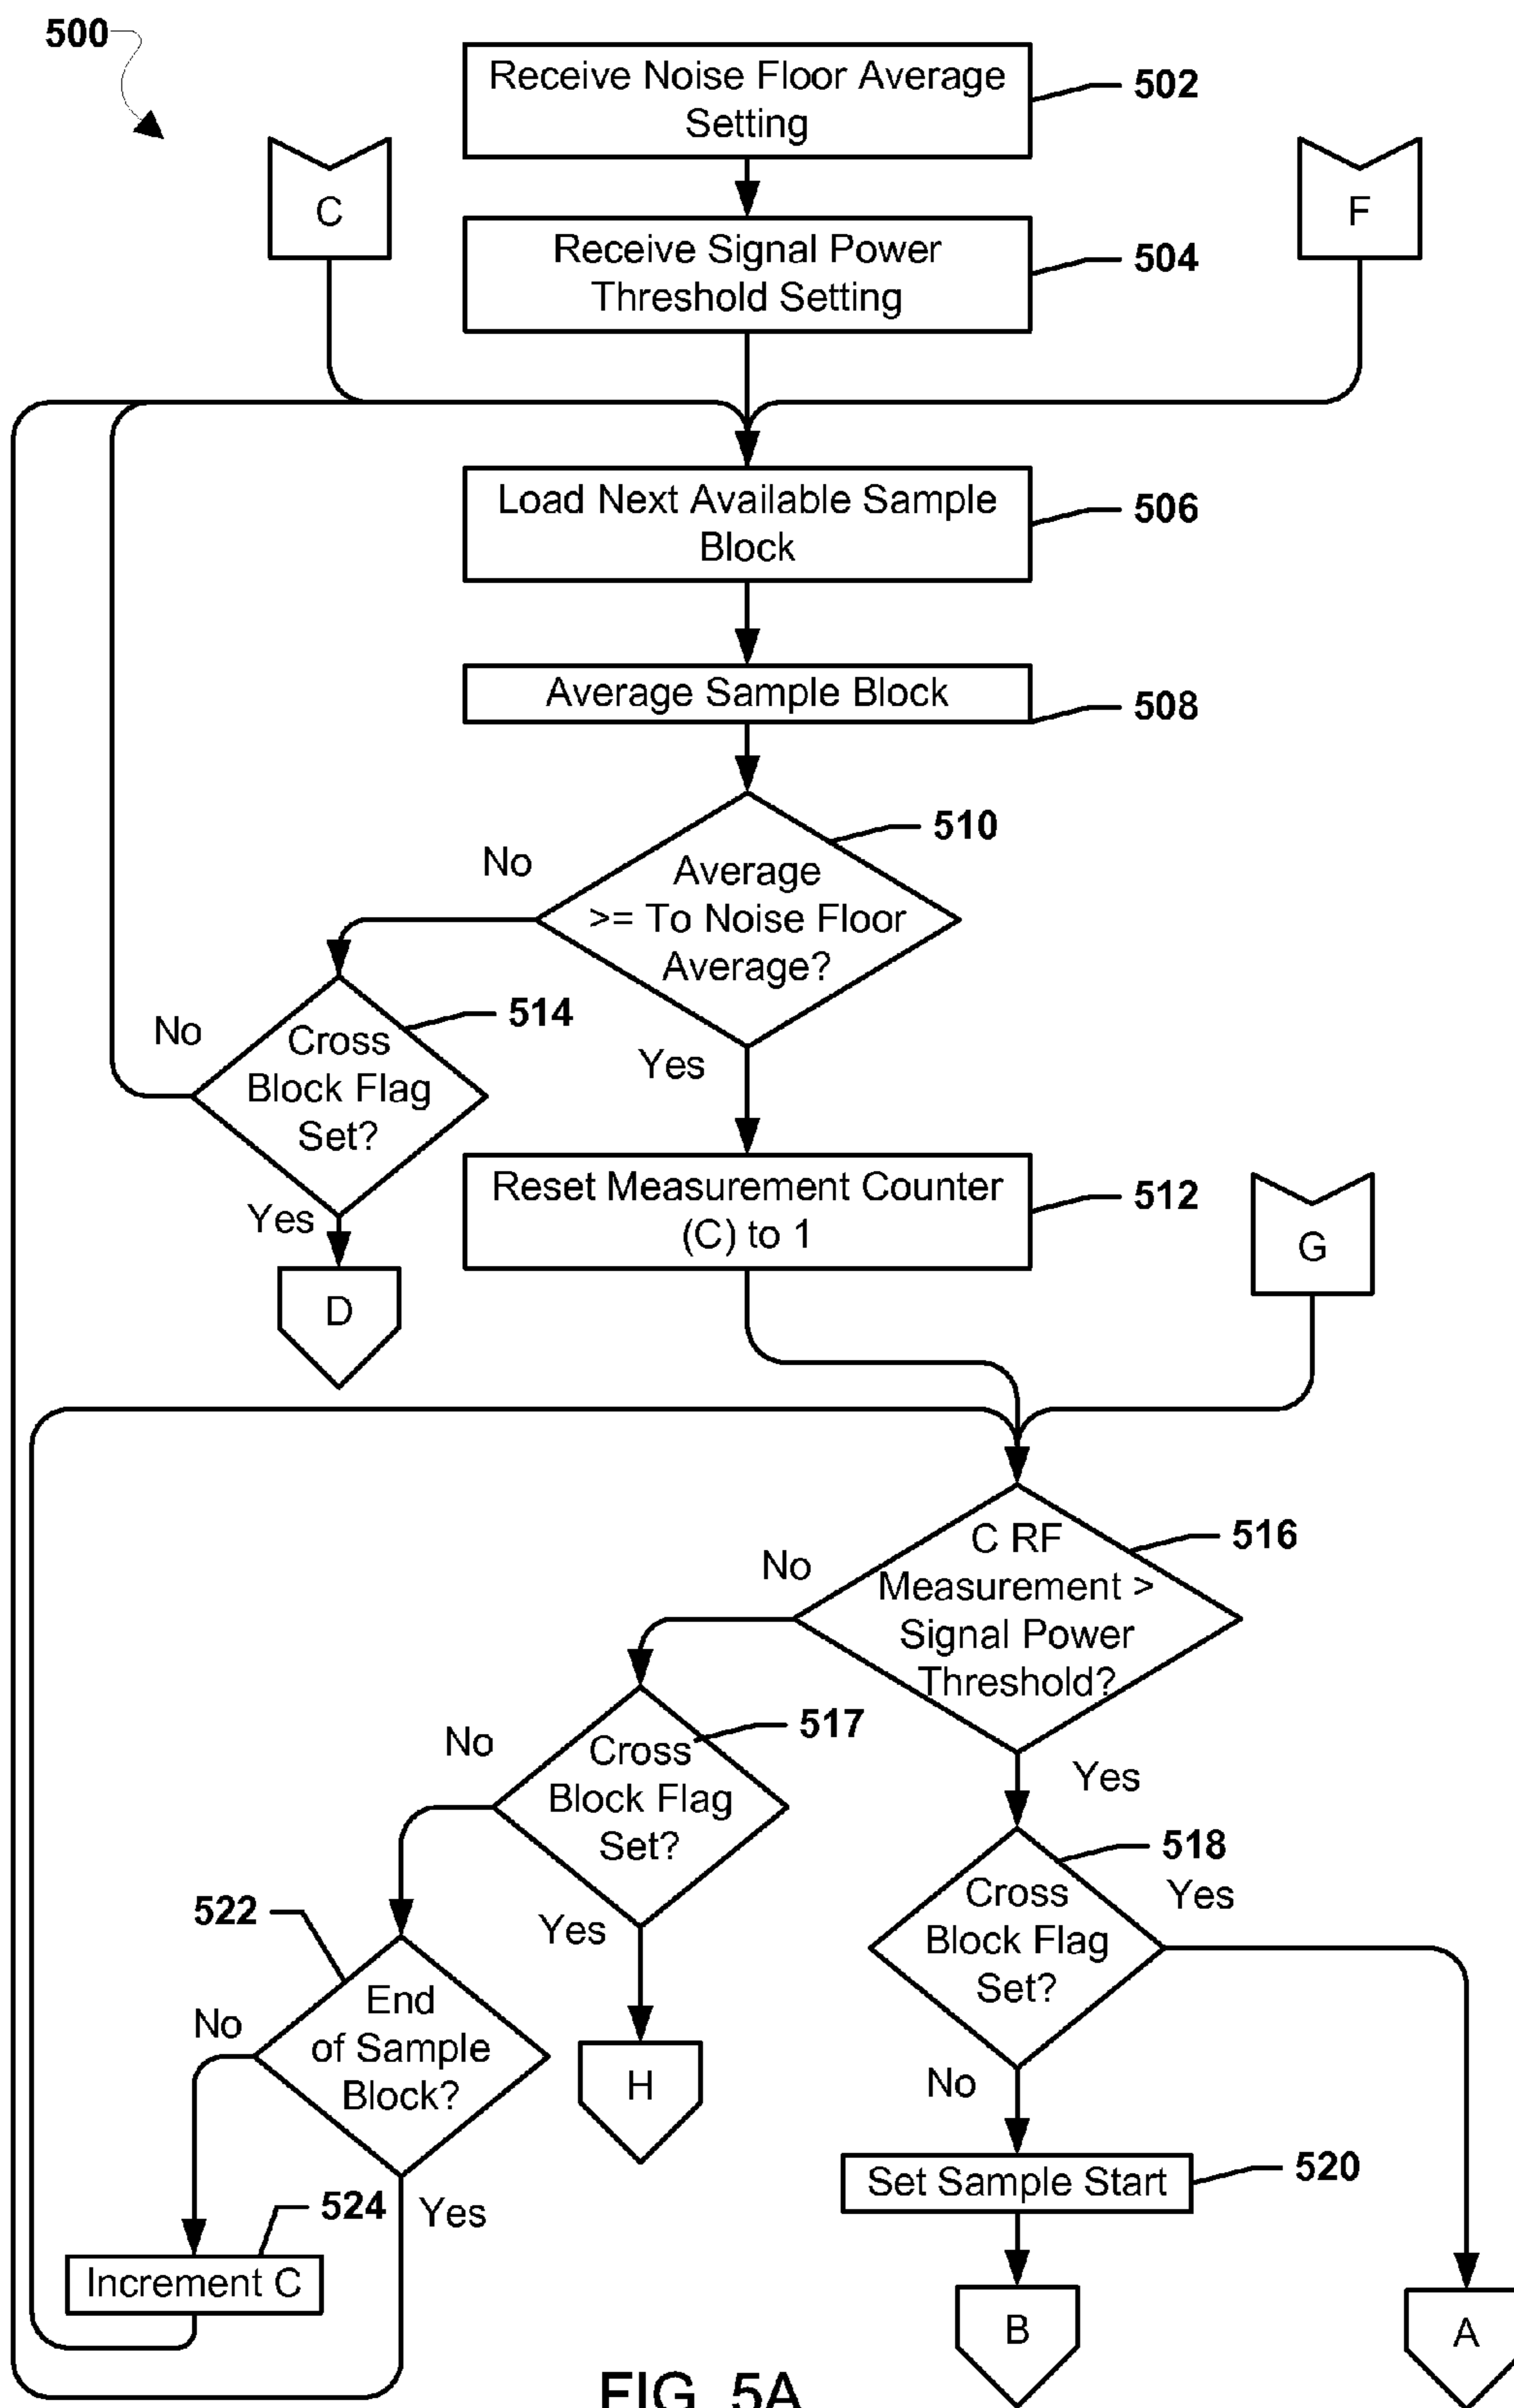 500
Receive Noise Floor Average
Setting
502
C
F
Receive Signal Power
Threshold Setting
504
Load Next Available Sample
Block
506
Average Sample Block
508
510
No
Average
>= To Noise Floor
Average?
514
No
Cross
Block Flag
Set?
Yes
Yes
Reset Measurement Counter
(C) to 1
512
G
D
C RF
Measurement >
Signal Power
Threshold?
516
No
517
No
Cross
Block Flag
Set?
Yes
518
Yes
Cross
Block Flag
Set?
522
Yes
End
of Sample
Block?
No
H
No
Set Sample Start
520
524
Yes
Increment C
B
A
FIG. 5A